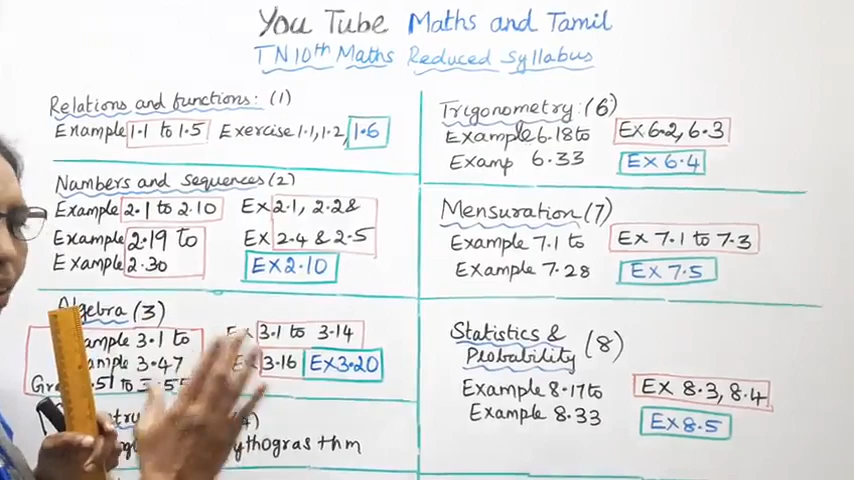 You Tube Maths and Tamil
TN 10th Maths Reduced Syllabus
Relations and functions: (1)
Example 1.1 to 1.5 Exercise 1.1, 1.2, 1.6
Numbers and Sequences (2)
Example 2.1 to 2.10 Ex 2.1, 2.2 &
Example 2.19 to Ex 2.4 & 2.5
Example 2.30 EX 2.10
Algebra (3)
ample 3.1 to Ex 3.1 to 3.14
ample 3.47 3.16 EX 3.20
to 3.55
ythogras thm
Trigonometry: (6)
Example 6.18 to Ex 6.2, 6.3
Examp 6.33 EX 6.4
Mensuration (7)
Example 7.1 to Ex 7.1 to 7.3
Example 7.28 Ex 7.5
Statistics & (8)
Probability
Example 8.17 to Ex 8.3, 8.4
Example 8.33 Ex 8.5